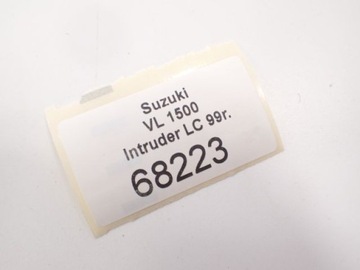 Suzuki
VL 1500
Intruder LC 99r.
68223